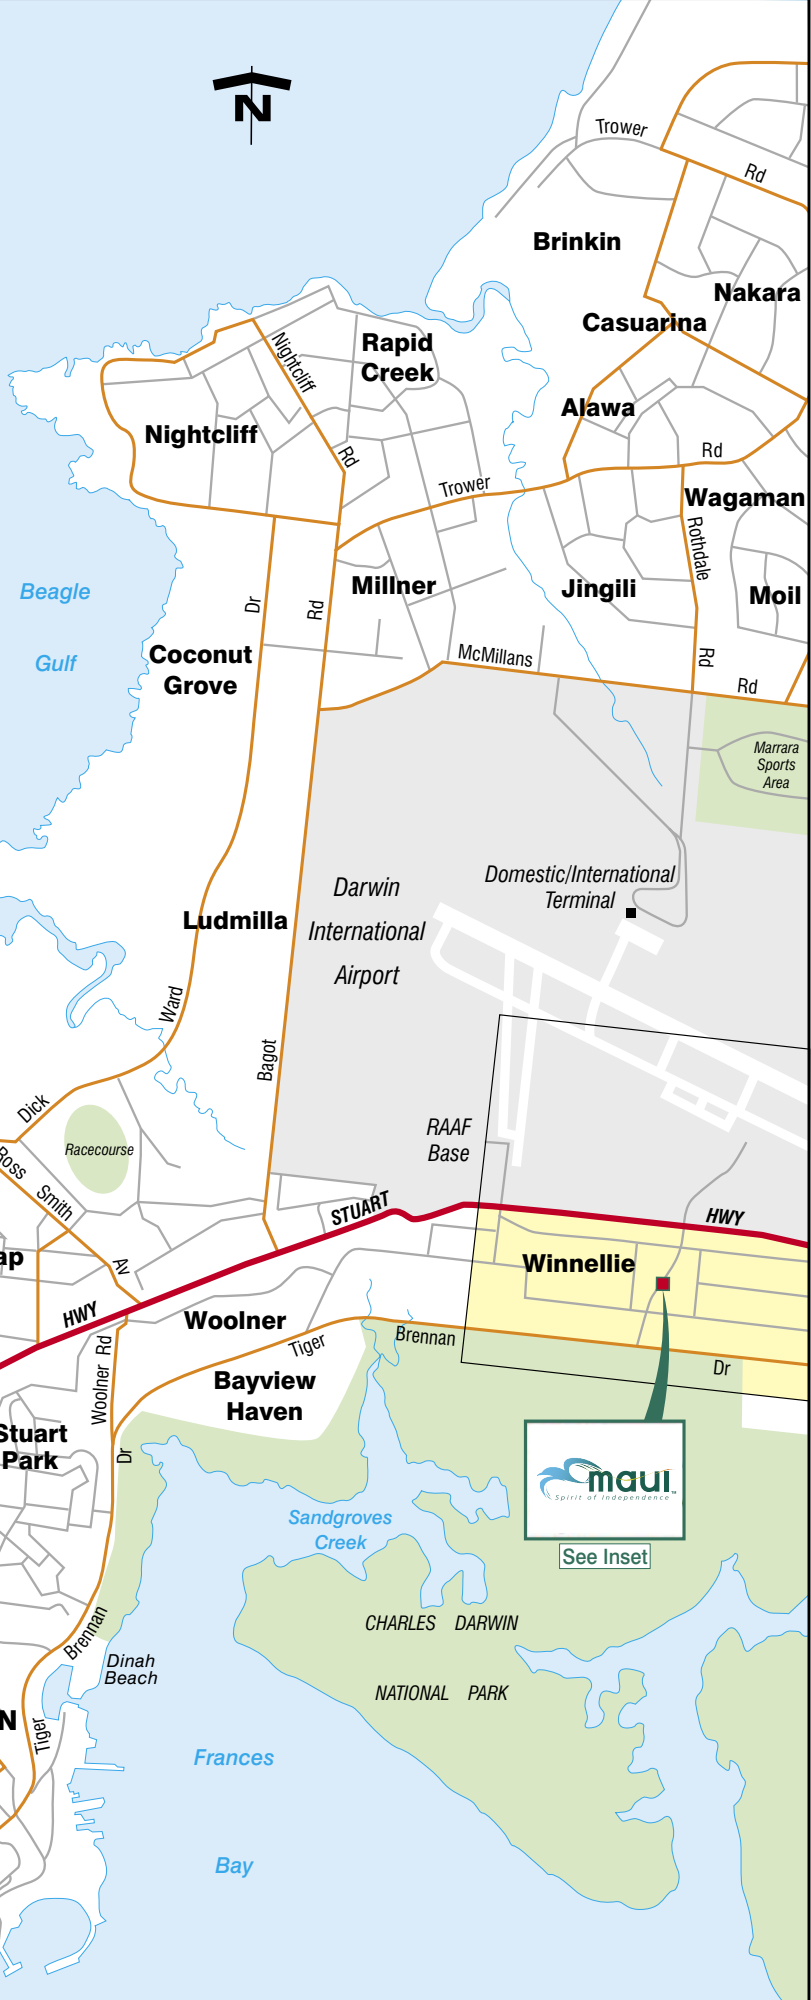 N
Trower
Rd
Brinkin
Nakara
Casuarina
Nightcliff
Rd
Rapid
Creek
Alawa
Nightcliff
Rd
Trower
Wagaman
Rothdale
Rd
Millner
Jingili
Moil
Beagle
Gulf
Dr
Rd
Coconut
Grove
McMillans
Rd
Marrara
Sports
Area
Darwin
International
Airport
Domestic/International
Terminal
Ludmilla
Ward
Bagot
Dick
RAAF
Base
Racecourse
Ross
Smith
Av
STUART
HWY
ap
Winnellie
HWY
Woolner
Woolner Rd
Tiger
Brennan
Dr
Bayview
Haven
Stuart
Park
Dr
maui
Spirit of Independence
See Inset
Sandgroves
Creek
CHARLES DARWIN
NATIONAL PARK
Brennan
Dinah
Beach
N
Tiger
Frances
Bay